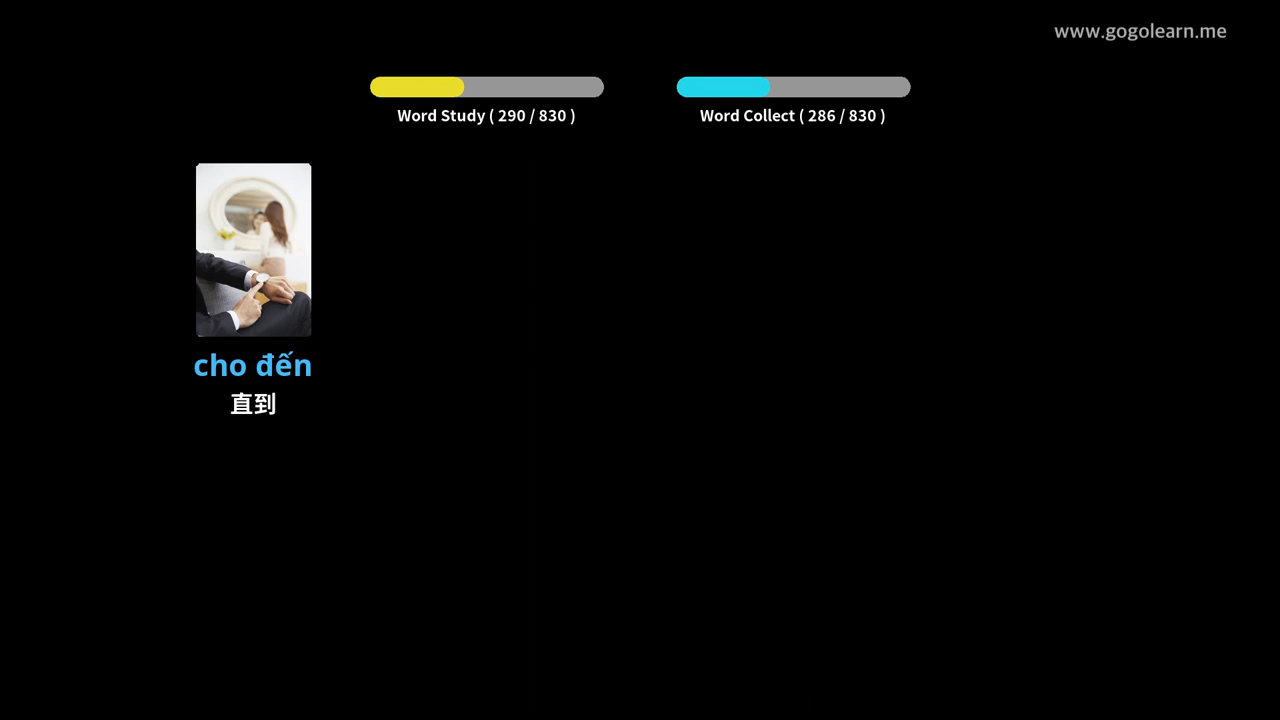 www.gogolearn.me
Word Study ( 290 / 830 )
Word Collect ( 286 / 830 )
cho đến
直到